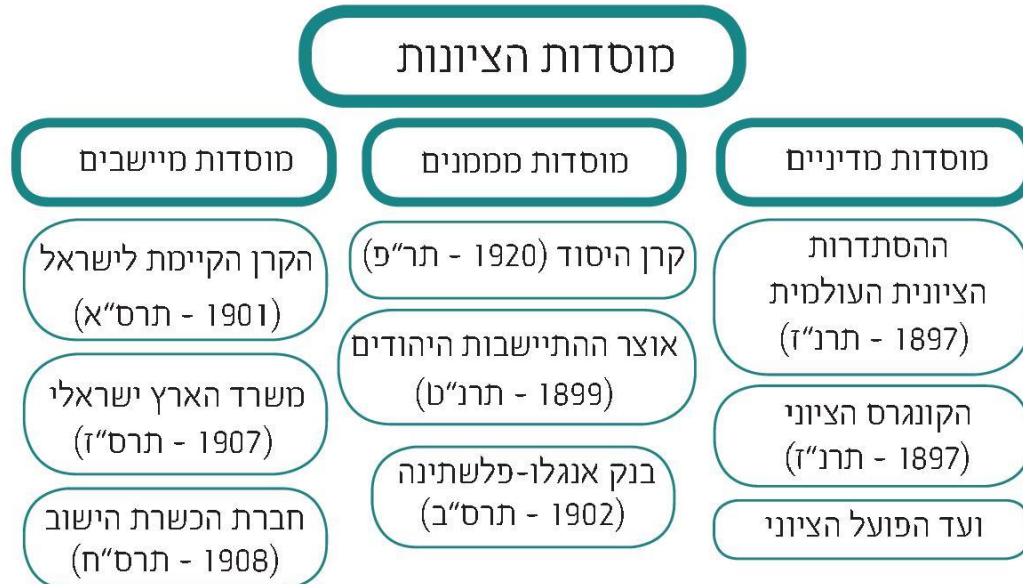 מוסדות הציונות
מוסדות מדיניים
ההסתדרות
הציונית העולמית
(1897 - תרנ"ז)
הקונגרס הציוני
(1897 - תרנ"ז)
ועד הפועל הציוני
מוסדות מממנים
קרן היסוד (1920 - תר"פ)
אוצר ההתיישבות היהודים
(1899 - תרנ"ט)
בנק אנגלו-פלשתינה
(1902 - תרס"ב)
מוסדות מיישבים
הקרן הקיימת לישראל
(1901 - תרס"א)
משרד הארץ ישראלי
(1907 - תרס"ז)
חברת הכשרת הישוב
(1908 - תרס"ח)